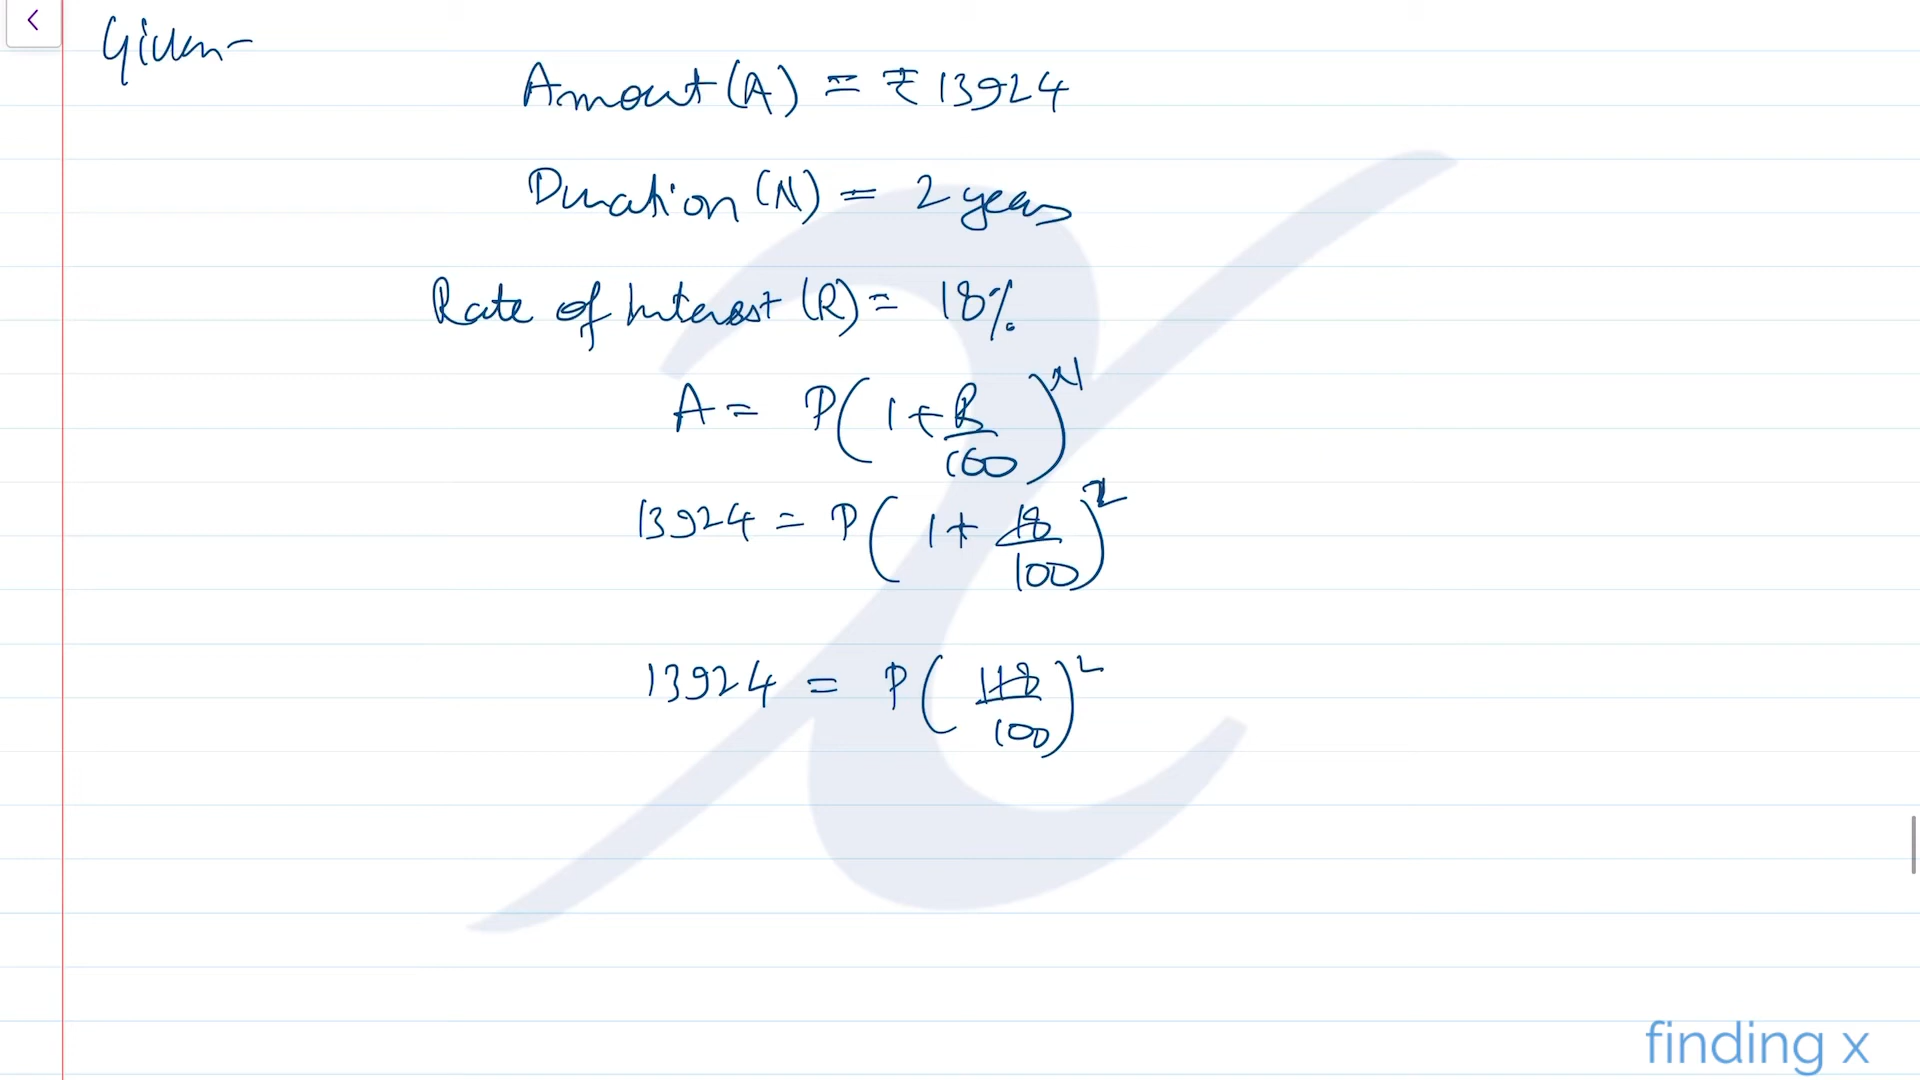 Given-
Amount (A) = ₹ 13924
Duration (N) = 2 years
Rate of Interest (R) = 18%
A = P(1+R/100)^N
13924 = P(1+18/100)^2
13924 = P(118/100)^2
finding x